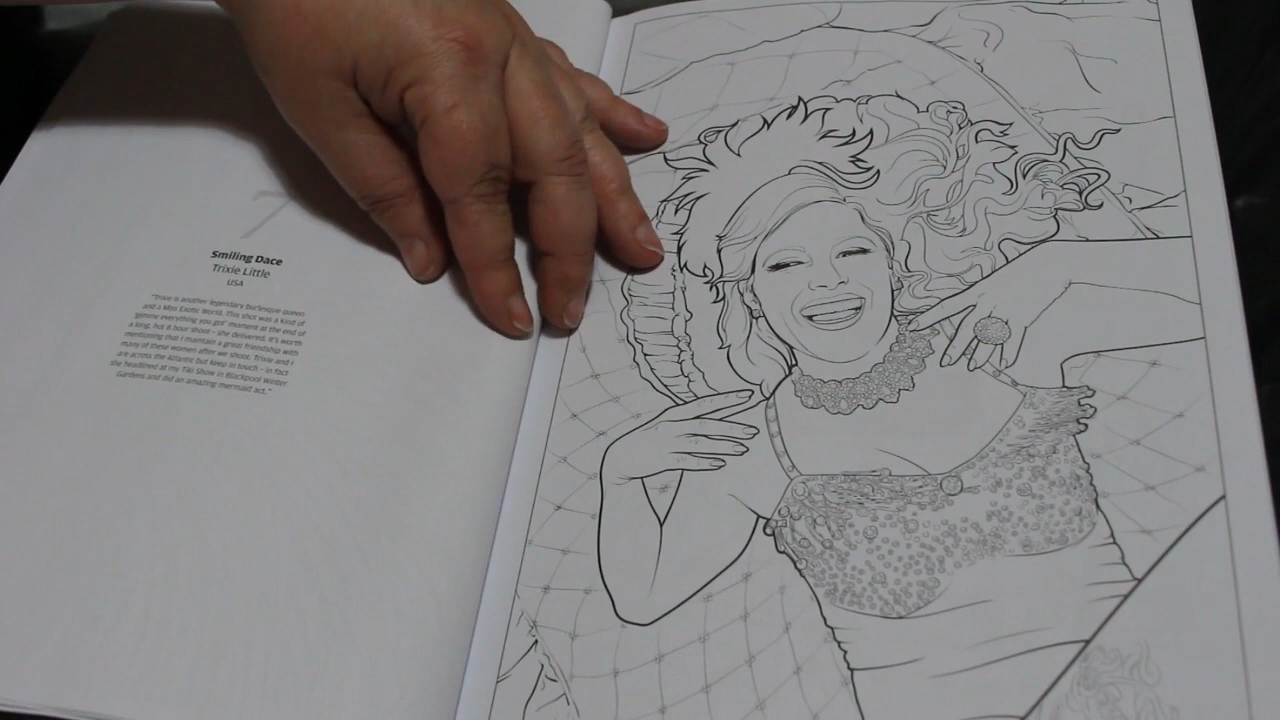 7
Smiling Dace
Trixie Little
USA
"Trixie is another legendary burlesque queen
and a Miss Exotic World. This shot was a kind of
'gimme everything you got' moment at the end of
a long, hot 8 hour shoot – she delivered. It's worth
mentioning that I maintain a great friendship with
many of these women after we shoot. Trixie and I
are across the Atlantic but keep in touch – in fact
she headlined at my Tiki Show in Blackpool Winter
Gardens and did an amazing mermaid act."